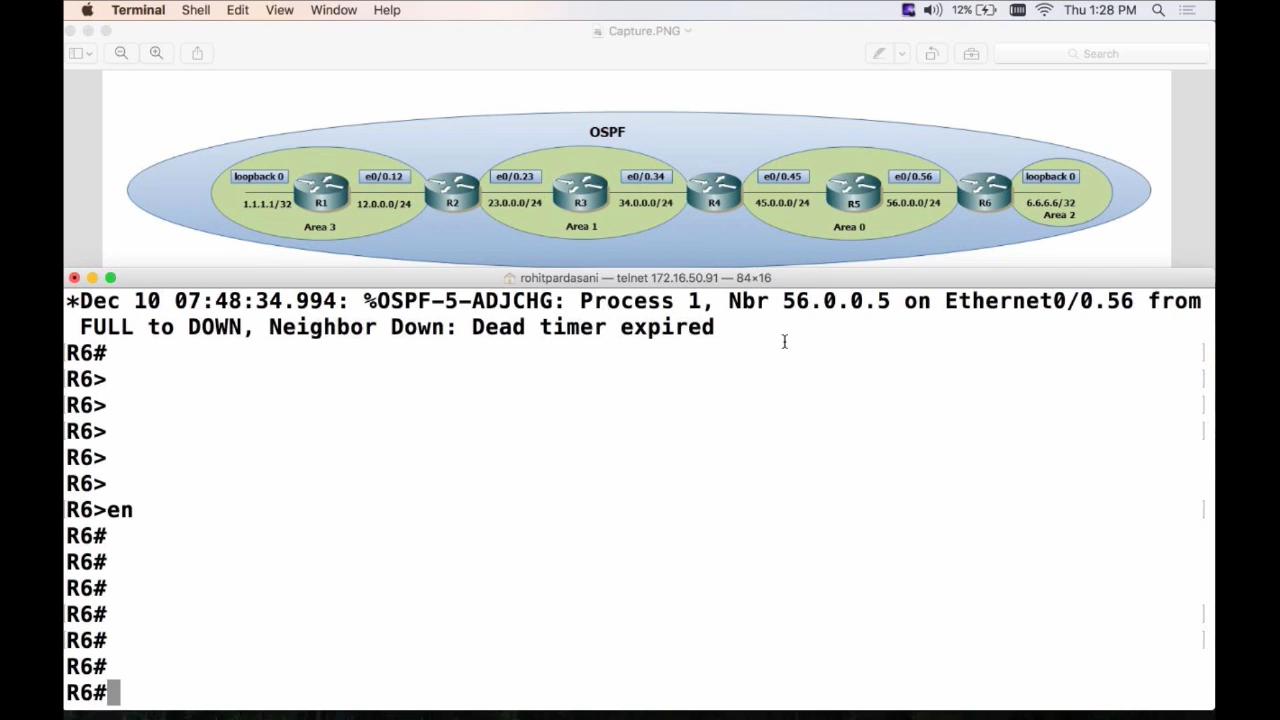 Terminal Shell Edit View Window Help 12% Thu 1:28 PM
Capture.PNG
Search
OSPF
loopback 0 e0/0.12 e0/0.23 e0/0.34 e0/0.45 e0/0.56 loopback 0
R1 R2 R3 R4 R5 R6
1.1.1.1/32 12.0.0.0/24 23.0.0.0/24 34.0.0.0/24 45.0.0.0/24 56.0.0.0/24 6.6.6.6/32
Area 3 Area 1 Area 0 Area 2
rohitpardasani — telnet 172.16.50.91 — 84×16
*Dec 10 07:48:34.994: %OSPF-5-ADJCHG: Process 1, Nbr 56.0.0.5 on Ethernet0/0.56 from
FULL to DOWN, Neighbor Down: Dead timer expired
R6#
R6>
R6>
R6>
R6>
R6>
R6>en
R6#
R6#
R6#
R6#
R6#
R6#
R6#